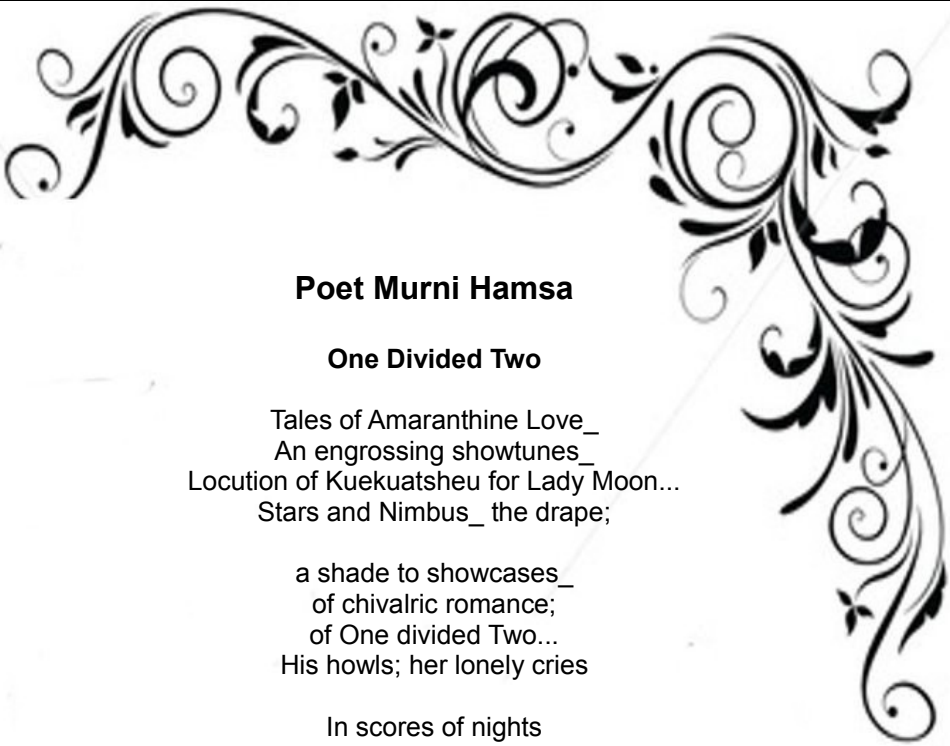 Poet Murni Hamsa
One Divided Two
Tales of Amaranthine Love_
An engrossing showtunes_
Locution of Kuekuatsheu for Lady Moon...
Stars and Nimbus_ the drape;
a shade to showcases_
of chivalric romance;
of One divided Two...
His howls; her lonely cries
In scores of nights